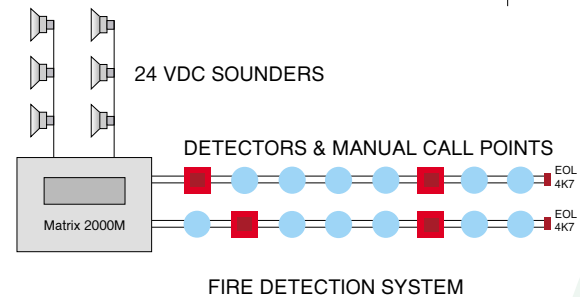 24 VDC SOUNDERS
DETECTORS & MANUAL CALL POINTS
EOL
4K7
Matrix 2000M
EOL
4K7
FIRE DETECTION SYSTEM